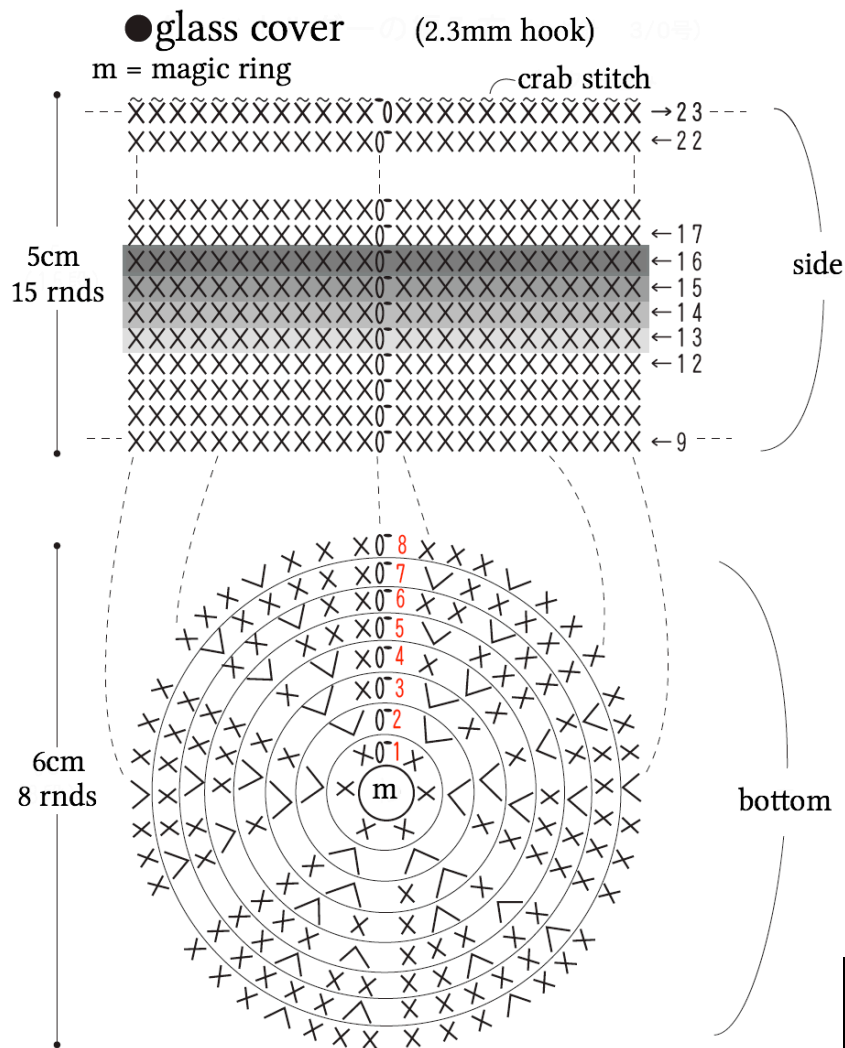 ●glass cover (2.3mm hook)
m = magic ring
crab stitch
→23
←22
←17
←16
←15
←14
←13
←12
←9
5cm
15 rnds
side
8
7
6
5
4
3
2
1
m
6cm
8 rnds
bottom